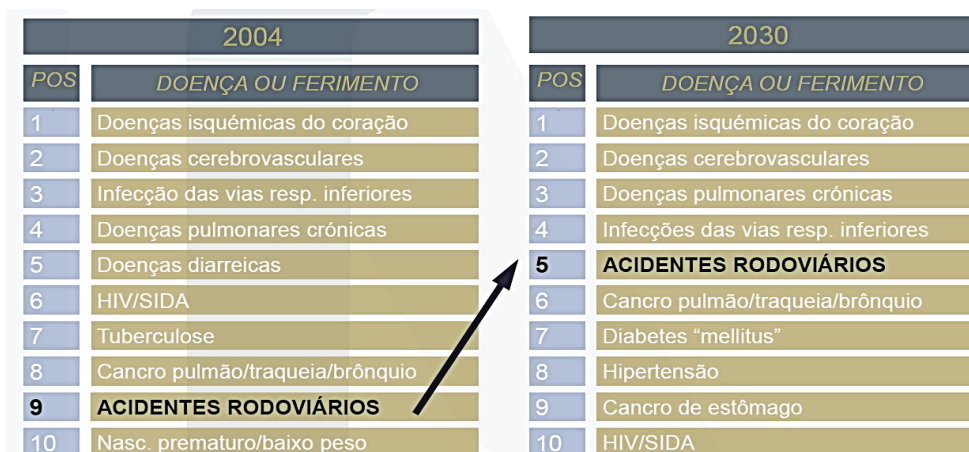 2004
POS DOENÇA OU FERIMENTO
1 Doenças isquémicas do coração
2 Doenças cerebrovasculares
3 Infecção das vias resp. inferiores
4 Doenças pulmonares crónicas
5 Doenças diarreicas
6 HIV/SIDA
7 Tuberculose
8 Cancro pulmão/traqueia/brônquio
9 ACIDENTES RODOVIÁRIOS
10 Nasc. prematuro/baixo peso
2030
POS DOENÇA OU FERIMENTO
1 Doenças isquémicas do coração
2 Doenças cerebrovasculares
3 Doenças pulmonares crónicas
4 Infecções das vias resp. inferiores
5 ACIDENTES RODOVIÁRIOS
6 Cancro pulmão/traqueia/brônquio
7 Diabetes “mellitus”
8 Hipertensão
9 Cancro de estômago
10 HIV/SIDA